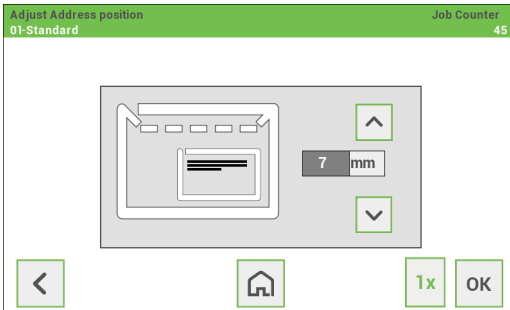 Adjust Address position
Job Counter
01-Standard
45
7 mm
1x
OK